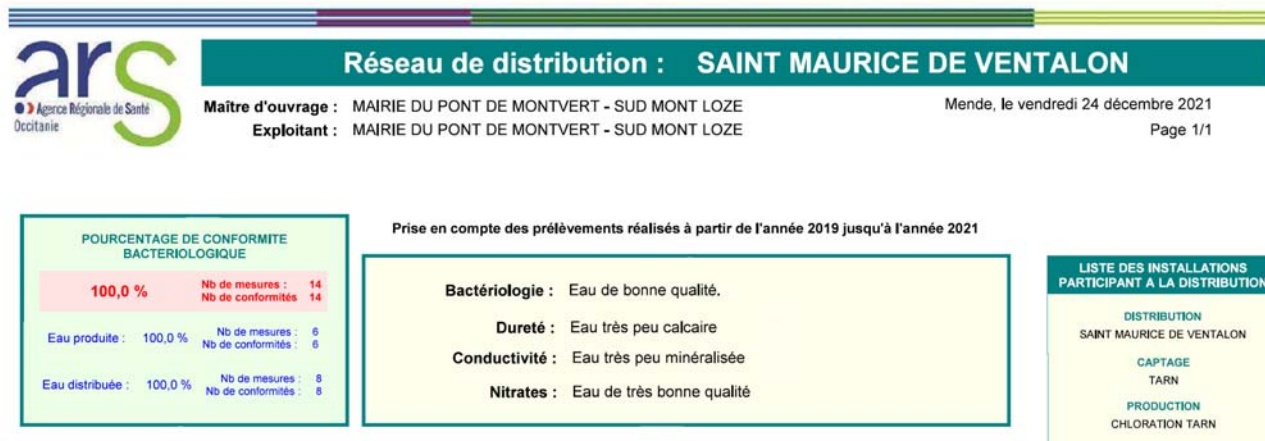 ars
Agence Régionale de Santé
Occitanie
Réseau de distribution : SAINT MAURICE DE VENTALON
Maître d'ouvrage : MAIRIE DU PONT DE MONTVERT - SUD MONT LOZE
Exploitant : MAIRIE DU PONT DE MONTVERT - SUD MONT LOZE
Mende, le vendredi 24 décembre 2021
Page 1/1
Prise en compte des prélèvements réalisés à partir de l'année 2019 jusqu'à l'année 2021
POURCENTAGE DE CONFORMITE
BACTERIOLOGIQUE
100,0 % Nb de mesures : 14
Nb de conformités 14
Eau produite : 100,0 % Nb de mesures : 6
Nb de conformités : 6
Eau distribuée : 100,0 % Nb de mesures : 8
Nb de conformités : 8
Bactériologie : Eau de bonne qualité.
Dureté : Eau très peu calcaire
Conductivité : Eau très peu minéralisée
Nitrates : Eau de très bonne qualité
LISTE DES INSTALLATIONS
PARTICIPANT A LA DISTRIBUTION
DISTRIBUTION
SAINT MAURICE DE VENTALON
CAPTAGE
TARN
PRODUCTION
CHLORATION TARN